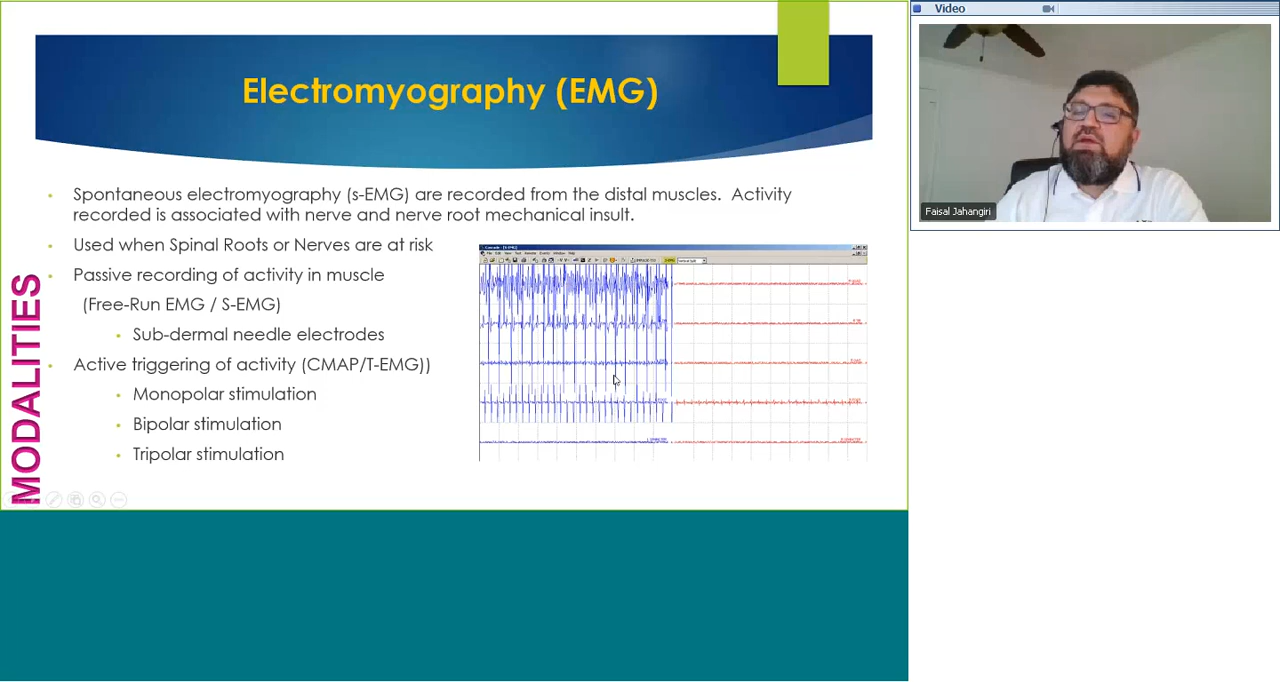 Video
Electromyography (EMG)
Faisal Jahangiri
Spontaneous electromyography (s-EMG) are recorded from the distal muscles. Activity
recorded is associated with nerve and nerve root mechanical insult.
Used when Spinal Roots or Nerves are at risk
Passive recording of activity in muscle
(Free-Run EMG / S-EMG)
Sub-dermal needle electrodes
Active triggering of activity (CMAP/T-EMG))
Monopolar stimulation
Bipolar stimulation
Tripolar stimulation
MODALITIES